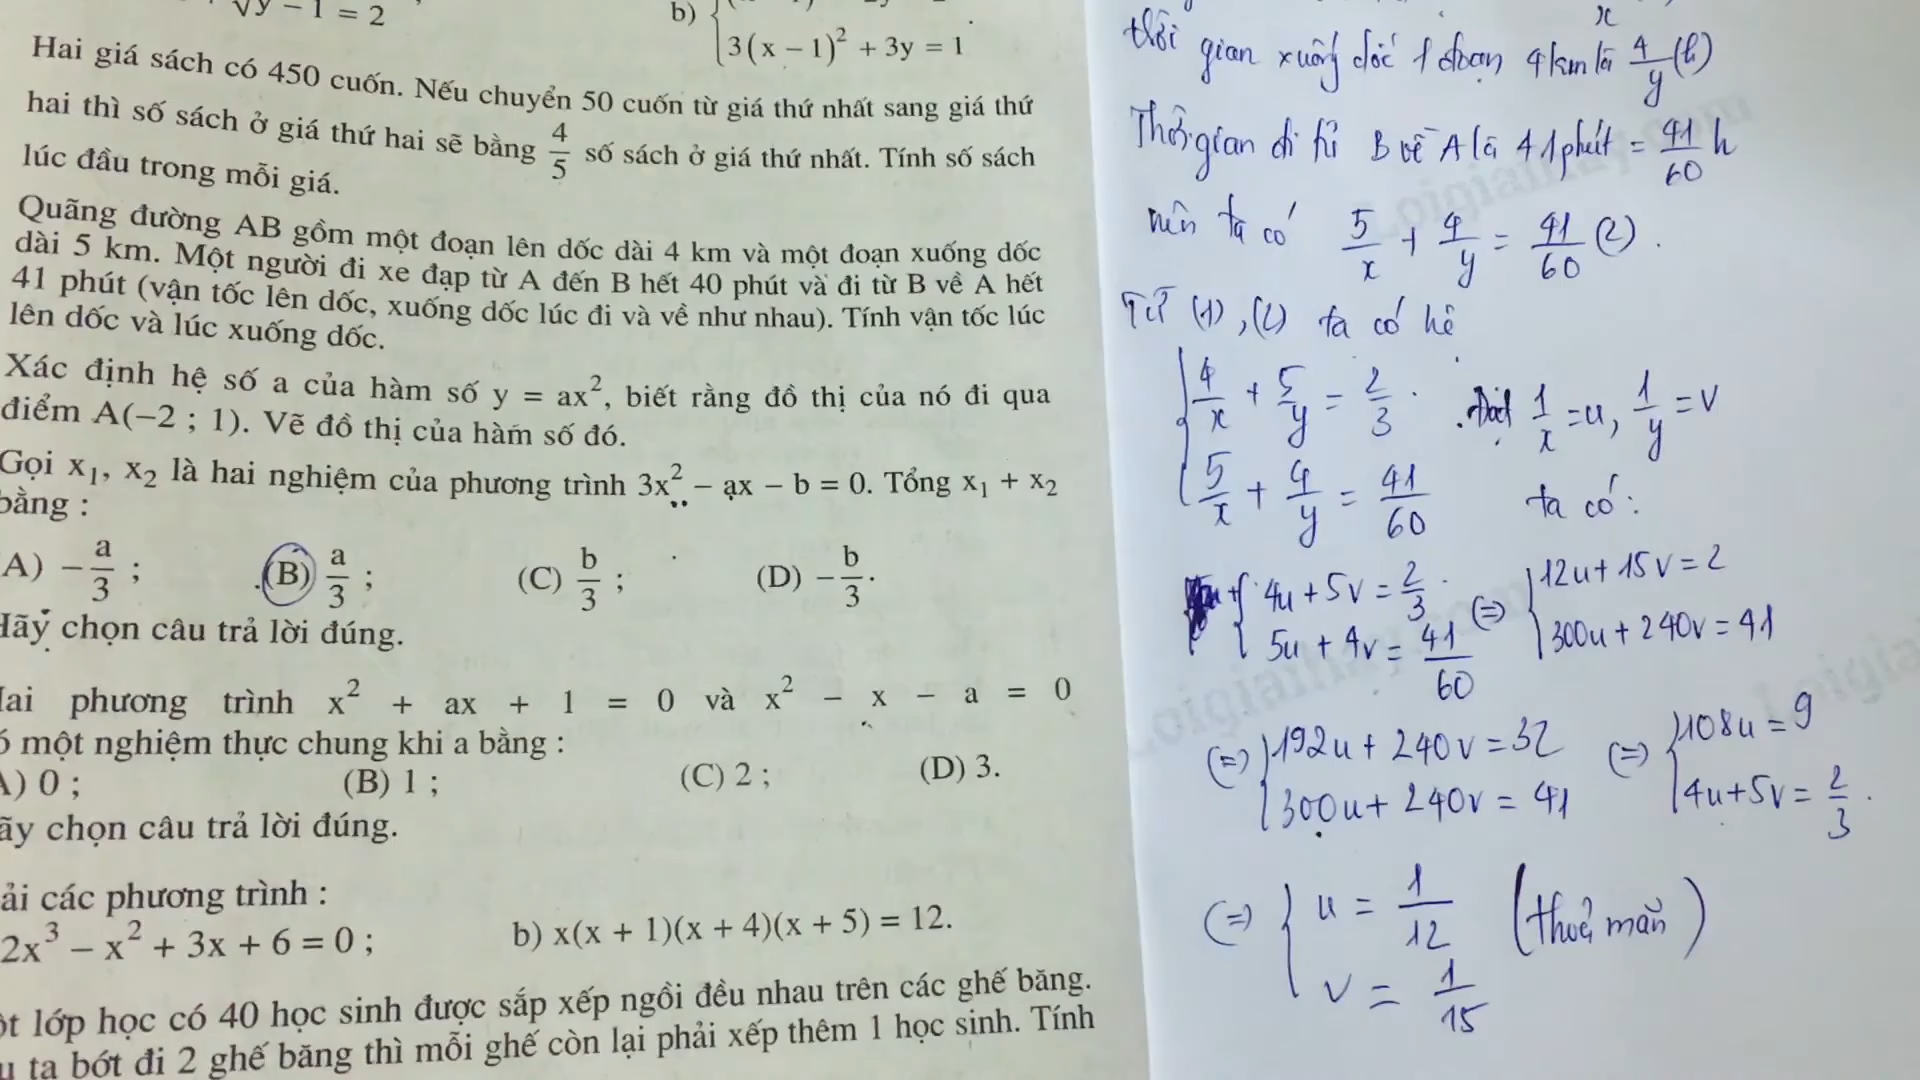 √y − 1 = 2
b) {
3(x − 1)² + 3y = 1
Hai giá sách có 450 cuốn. Nếu chuyển 50 cuốn từ giá thứ nhất sang giá thứ
hai thì số sách ở giá thứ hai sẽ bằng 4/5 số sách ở giá thứ nhất. Tính số sách
lúc đầu trong mỗi giá.
Quãng đường AB gồm một đoạn lên dốc dài 4 km và một đoạn xuống dốc
dài 5 km. Một người đi xe đạp từ A đến B hết 40 phút và đi từ B về A hết
41 phút (vận tốc lên dốc, xuống dốc lúc đi và về như nhau). Tính vận tốc lúc
lên dốc và lúc xuống dốc.
Xác định hệ số a của hàm số y = ax², biết rằng đồ thị của nó đi qua
điểm A(−2 ; 1). Vẽ đồ thị của hàm số đó.
Gọi x₁, x₂ là hai nghiệm của phương trình 3x² − ax − b = 0. Tổng x₁ + x₂
bằng :
A) −a/3 ; (B) a/3 ; (C) b/3 ; (D) −b/3.
Hãy chọn câu trả lời đúng.
Hai phương trình x² + ax + 1 = 0 và x² − x − a = 0
có một nghiệm thực chung khi a bằng :
A) 0 ; (B) 1 ; (C) 2 ; (D) 3.
ãy chọn câu trả lời đúng.
ải các phương trình :
2x³ − x² + 3x + 6 = 0 ; b) x(x + 1)(x + 4)(x + 5) = 12.
ột lớp học có 40 học sinh được sắp xếp ngồi đều nhau trên các ghế băng.
u ta bớt đi 2 ghế băng thì mỗi ghế còn lại phải xếp thêm 1 học sinh. Tính
x
thời gian xuống dốc 1 đoạn 4km là 4/y (h)
Thời gian đi từ B về A là 41 phút = 41/60 h
nên ta có 5/x + 4/y = 41/60 (2).
Từ (1), (2) ta có hệ
{ 4/x + 5/y = 2/3 . Đặt 1/x = u, 1/y = v
5/x + 4/y = 41/60 ta có:
{ 4u + 5v = 2/3 (=) { 12u + 15v = 2
5u + 4v = 41/60 300u + 240v = 41
(=) { 192u + 240v = 32 (=) { 108u = 9
300u + 240v = 41 4u + 5v = 2/3 .
(=) { u = 1/12 (thoả mãn)
v = 1/15
Loigiaihay.com
Loigiaihay.com
Loigia